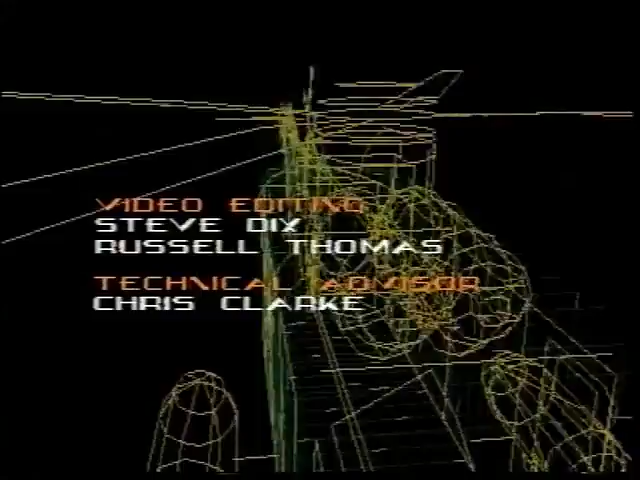 VIDEO EDITING
STEVE DIX
RUSSELL THOMAS
TECHNICAL ADVISOR
CHRIS CLARKE